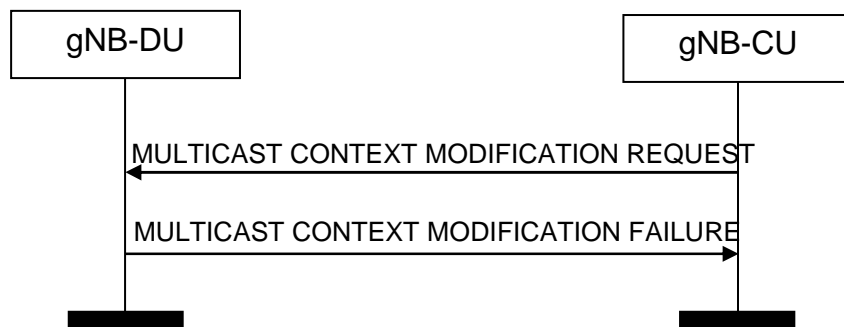 gNB-DU
gNB-CU
MULTICAST CONTEXT MODIFICATION REQUEST
MULTICAST CONTEXT MODIFICATION FAILURE